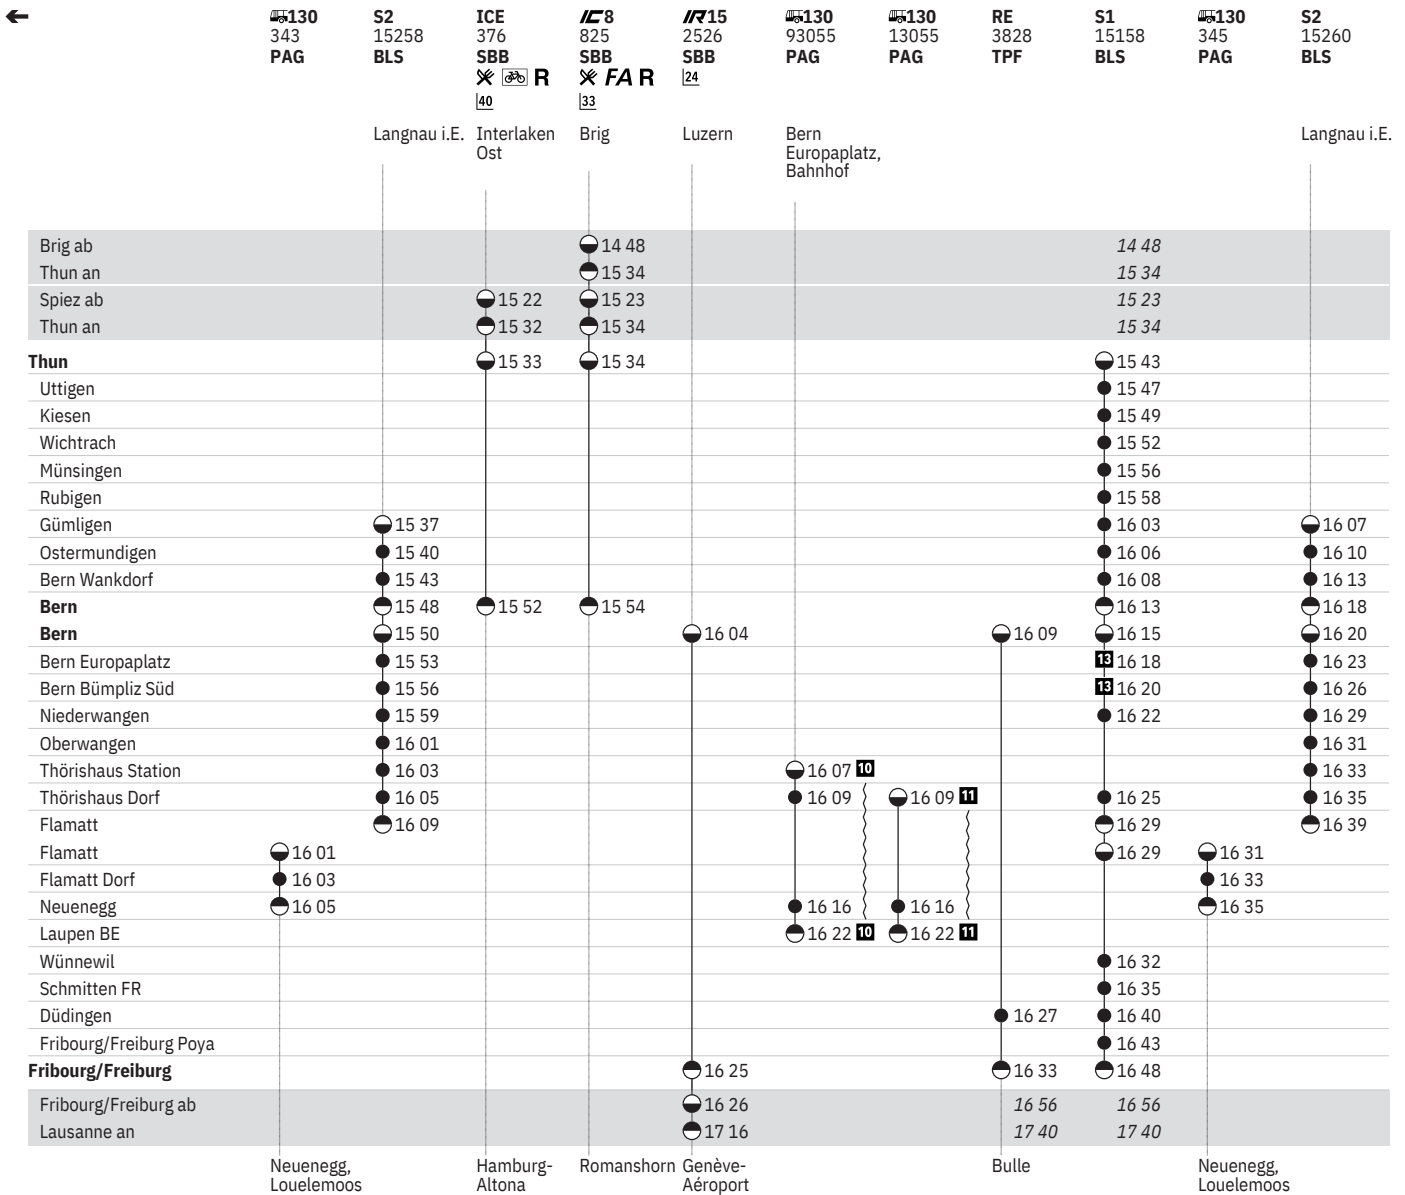 130 S2 ICE IC8 IR15 130 130 RE S1 130 S2
343 15258 376 825 2526 93055 13055 3828 15158 345 15260
PAG BLS SBB SBB SBB PAG PAG TPF BLS PAG BLS
R FA R 24
40 33
Langnau i.E. Interlaken Brig Luzern Bern Langnau i.E.
Ost Europaplatz,
Bahnhof
Brig ab 14 48 14 48
Thun an 15 34 15 34
Spiez ab 15 22 15 23 15 23
Thun an 15 32 15 34 15 34
Thun 15 33 15 34 15 43
Uttigen 15 47
Kiesen 15 49
Wichtrach 15 52
Münsingen 15 56
Rubigen 15 58
Gümligen 15 37 16 03 16 07
Ostermundigen 15 40 16 06 16 10
Bern Wankdorf 15 43 16 08 16 13
Bern 15 48 15 52 15 54 16 13 16 18
Bern 15 50 16 04 16 09 16 15 16 20
Bern Europaplatz 15 53 13 16 18 16 23
Bern Bümpliz Süd 15 56 13 16 20 16 26
Niederwangen 15 59 16 22 16 29
Oberwangen 16 01 16 31
Thörishaus Station 16 03 16 07 10 16 33
Thörishaus Dorf 16 05 16 09 16 09 11 16 25 16 35
Flamatt 16 09 16 29 16 39
Flamatt 16 01 16 29 16 31
Flamatt Dorf 16 03 16 33
Neuenegg 16 05 16 16 16 16 16 35
Laupen BE 16 22 10 16 22 11
Wünnewil 16 32
Schmitten FR 16 35
Düdingen 16 27 16 40
Fribourg/Freiburg Poya 16 43
Fribourg/Freiburg 16 25 16 33 16 48
Fribourg/Freiburg ab 16 26 16 56 16 56
Lausanne an 17 16 17 40 17 40
Neuenegg, Hamburg- Romanshorn Genève- Bulle Neuenegg,
Louelemoos Altona Aéroport Louelemoos